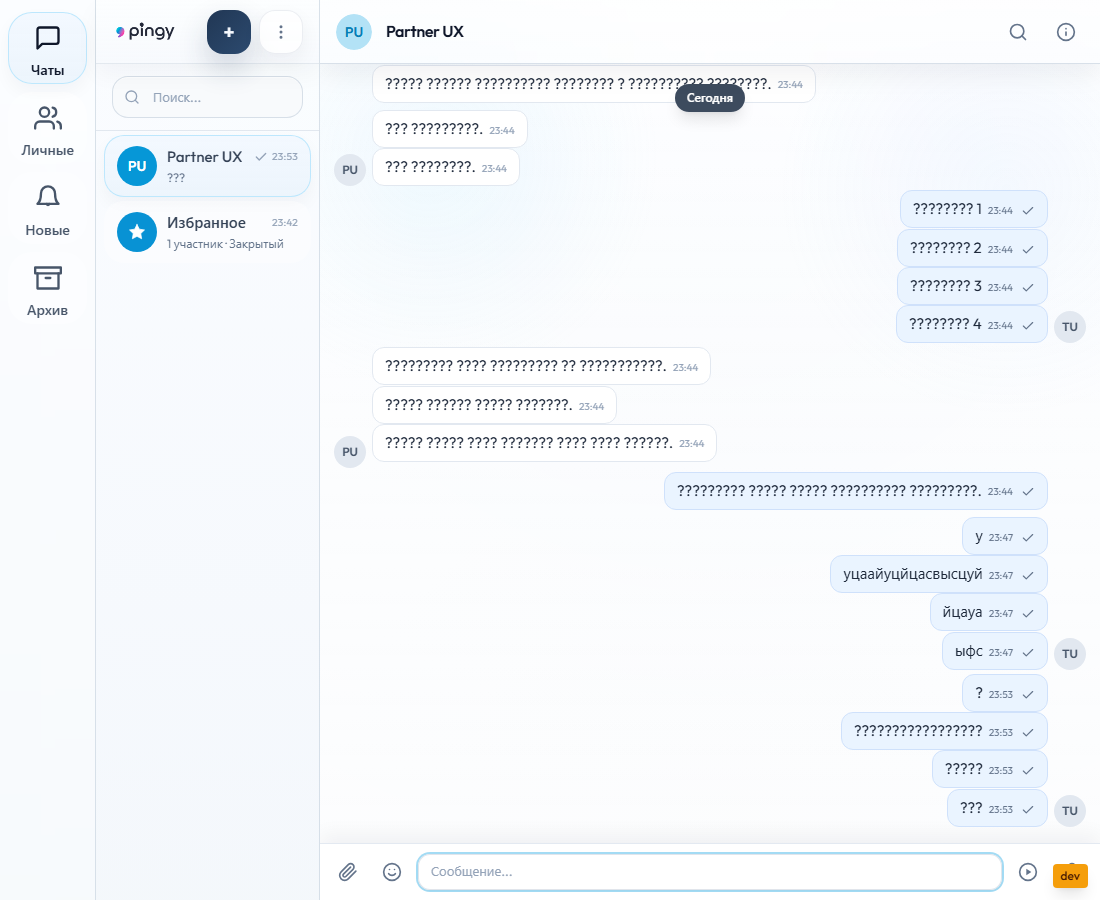 Чаты
Личные
Новые
Архив
pingy
+
Поиск...
PU
Partner UX
23:53
???
Избранное
23:42
1 участник · Закрытый
PU
Partner UX
????? ?????? ?????????? ???????? ? ?????????? ????????. 23:44
Сегодня
??? ?????????. 23:44
??? ????????. 23:44
PU
???????? 1 23:44
???????? 2 23:44
???????? 3 23:44
???????? 4 23:44
TU
????????? ???? ????????? ?? ???????????. 23:44
????? ?????? ????? ???????. 23:44
????? ????? ???? ??????? ???? ???? ??????. 23:44
PU
????????? ????? ????? ?????????? ?????????. 23:44
у 23:47
уцаайуцйцасвысцуй 23:47
йцауа 23:47
ыфс 23:47
TU
? 23:53
????????????????? 23:53
????? 23:53
??? 23:53
TU
Сообщение...
dev